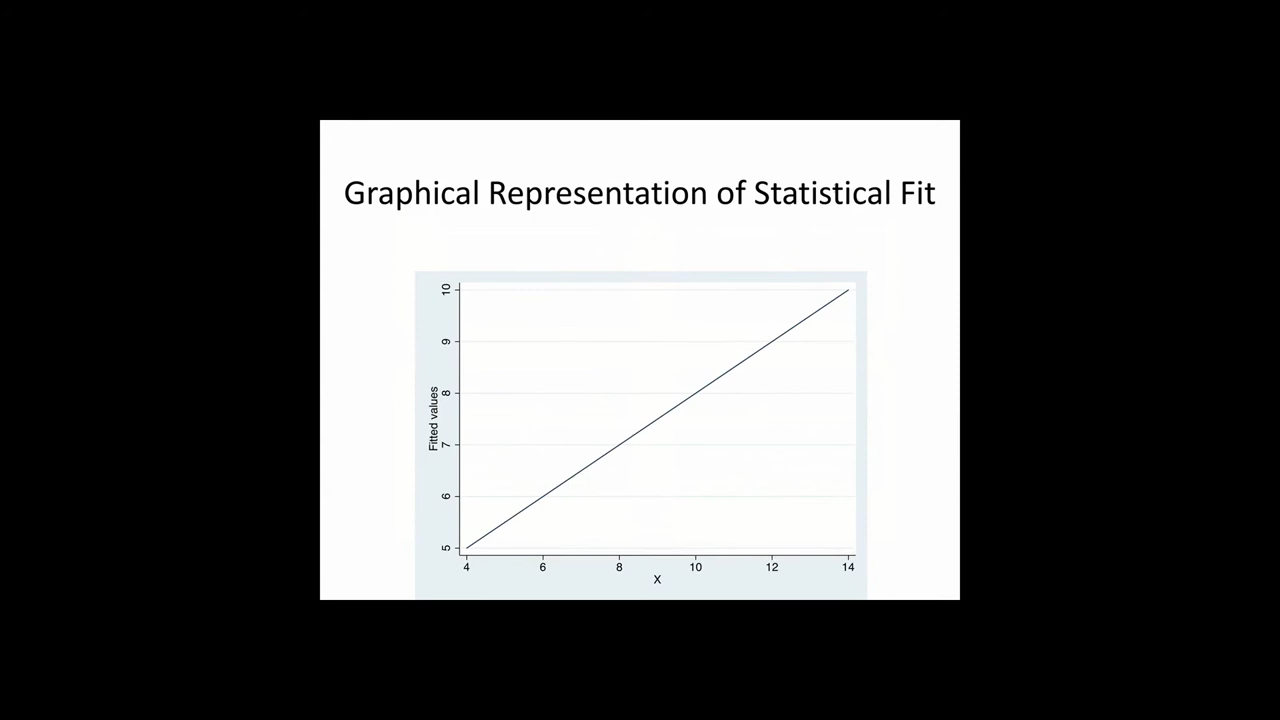 Graphical Representation of Statistical Fit
10
9
8
7
6
5
Fitted values
4 6 8 10 12 14
X